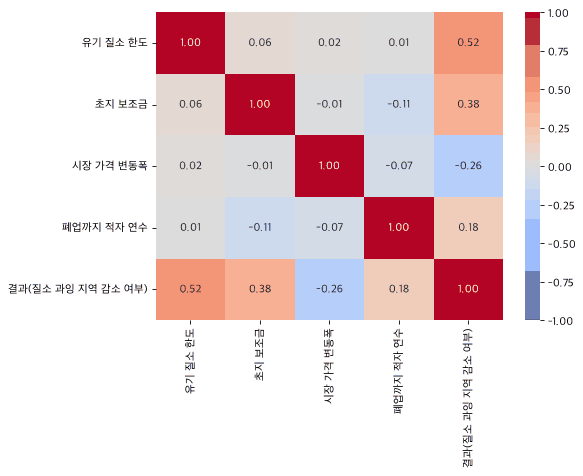 유기 질소 한도 1.00 0.06 0.02 0.01 0.52
초지 보조금 0.06 1.00 -0.01 -0.11 0.38
시장 가격 변동폭 0.02 -0.01 1.00 -0.07 -0.26
폐업까지 적자 연수 0.01 -0.11 -0.07 1.00 0.18
결과(질소 과잉 지역 감소 여부) 0.52 0.38 -0.26 0.18 1.00
유기 질소 한도
초지 보조금
시장 가격 변동폭
폐업까지 적자 연수
결과(질소 과잉 지역 감소 여부)
1.00
0.75
0.50
0.25
0.00
-0.25
-0.50
-0.75
-1.00